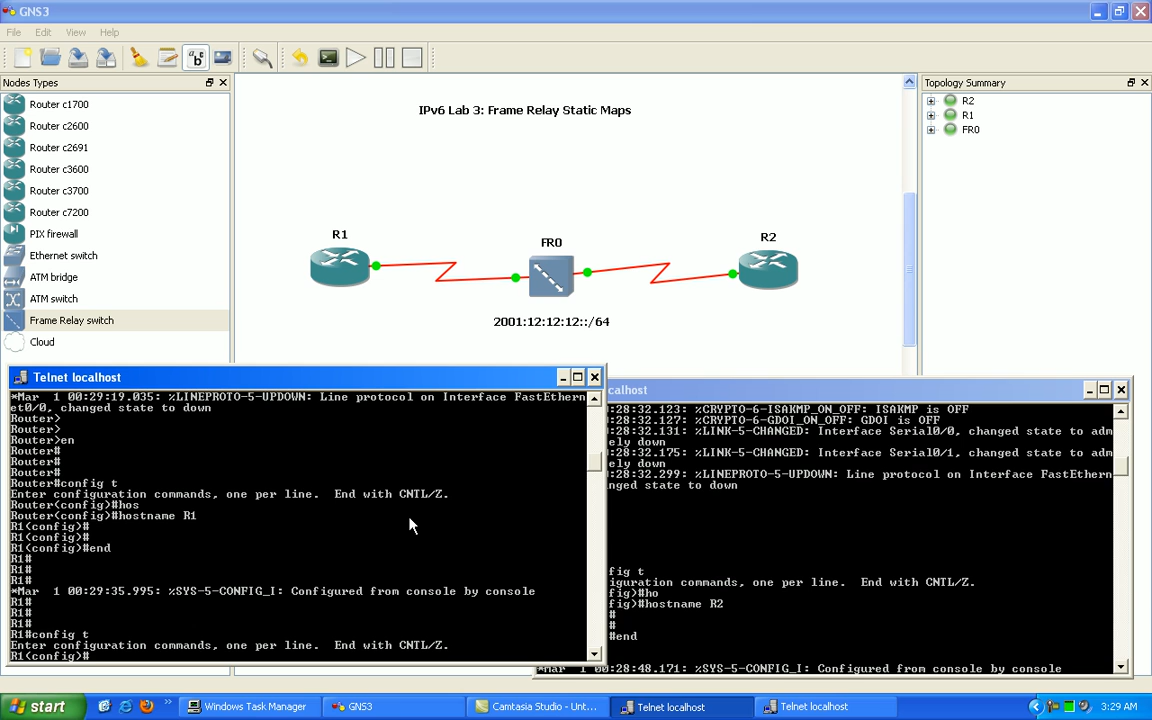 GNS3
File Edit View Help
Nodes Types
Router c1700
Router c2600
Router c2691
Router c3600
Router c3700
Router c7200
PIX firewall
Ethernet switch
ATM bridge
ATM switch
Frame Relay switch
Cloud
IPv6 Lab 3: Frame Relay Static Maps
R1
FR0
R2
2001:12:12:12::/64
Topology Summary
R2
R1
FR0
Telnet localhost
*Mar  1 00:29:19.035: %LINEPROTO-5-UPDOWN: Line protocol on Interface FastEthern
et0/0, changed state to down
Router>
Router>
Router>en
Router#
Router#
Router#
Router#config t
Enter configuration commands, one per line.  End with CNTL/Z.
Router(config)#hos
Router(config)#hostname R1
R1(config)#
R1(config)#
R1(config)#end
R1#
R1#
R1#
*Mar  1 00:29:35.995: %SYS-5-CONFIG_I: Configured from console by console
R1#
R1#
R1#
R1#config t
Enter configuration commands, one per line.  End with CNTL/Z.
R1(config)#
calhost
:28:32.123: %CRYPTO-6-ISAKMP_ON_OFF: ISAKMP is OFF
:28:32.127: %CRYPTO-6-GDOI_ON_OFF: GDOI is OFF
:28:32.131: %LINK-5-CHANGED: Interface Serial0/0, changed state to adm
ely down
:28:32.175: %LINK-5-CHANGED: Interface Serial0/1, changed state to adm
ely down
:28:32.299: %LINEPROTO-5-UPDOWN: Line protocol on Interface FastEthern
nged state to down
fig t
iguration commands, one per line.  End with CNTL/Z.
fig)#ho
fig)#hostname R2
#
#end
*Mar  1 00:28:48.171: %SYS-5-CONFIG_I: Configured from console by console
start
Windows Task Manager
GNS3
Camtasia Studio - Unt...
Telnet localhost
Telnet localhost
3:29 AM